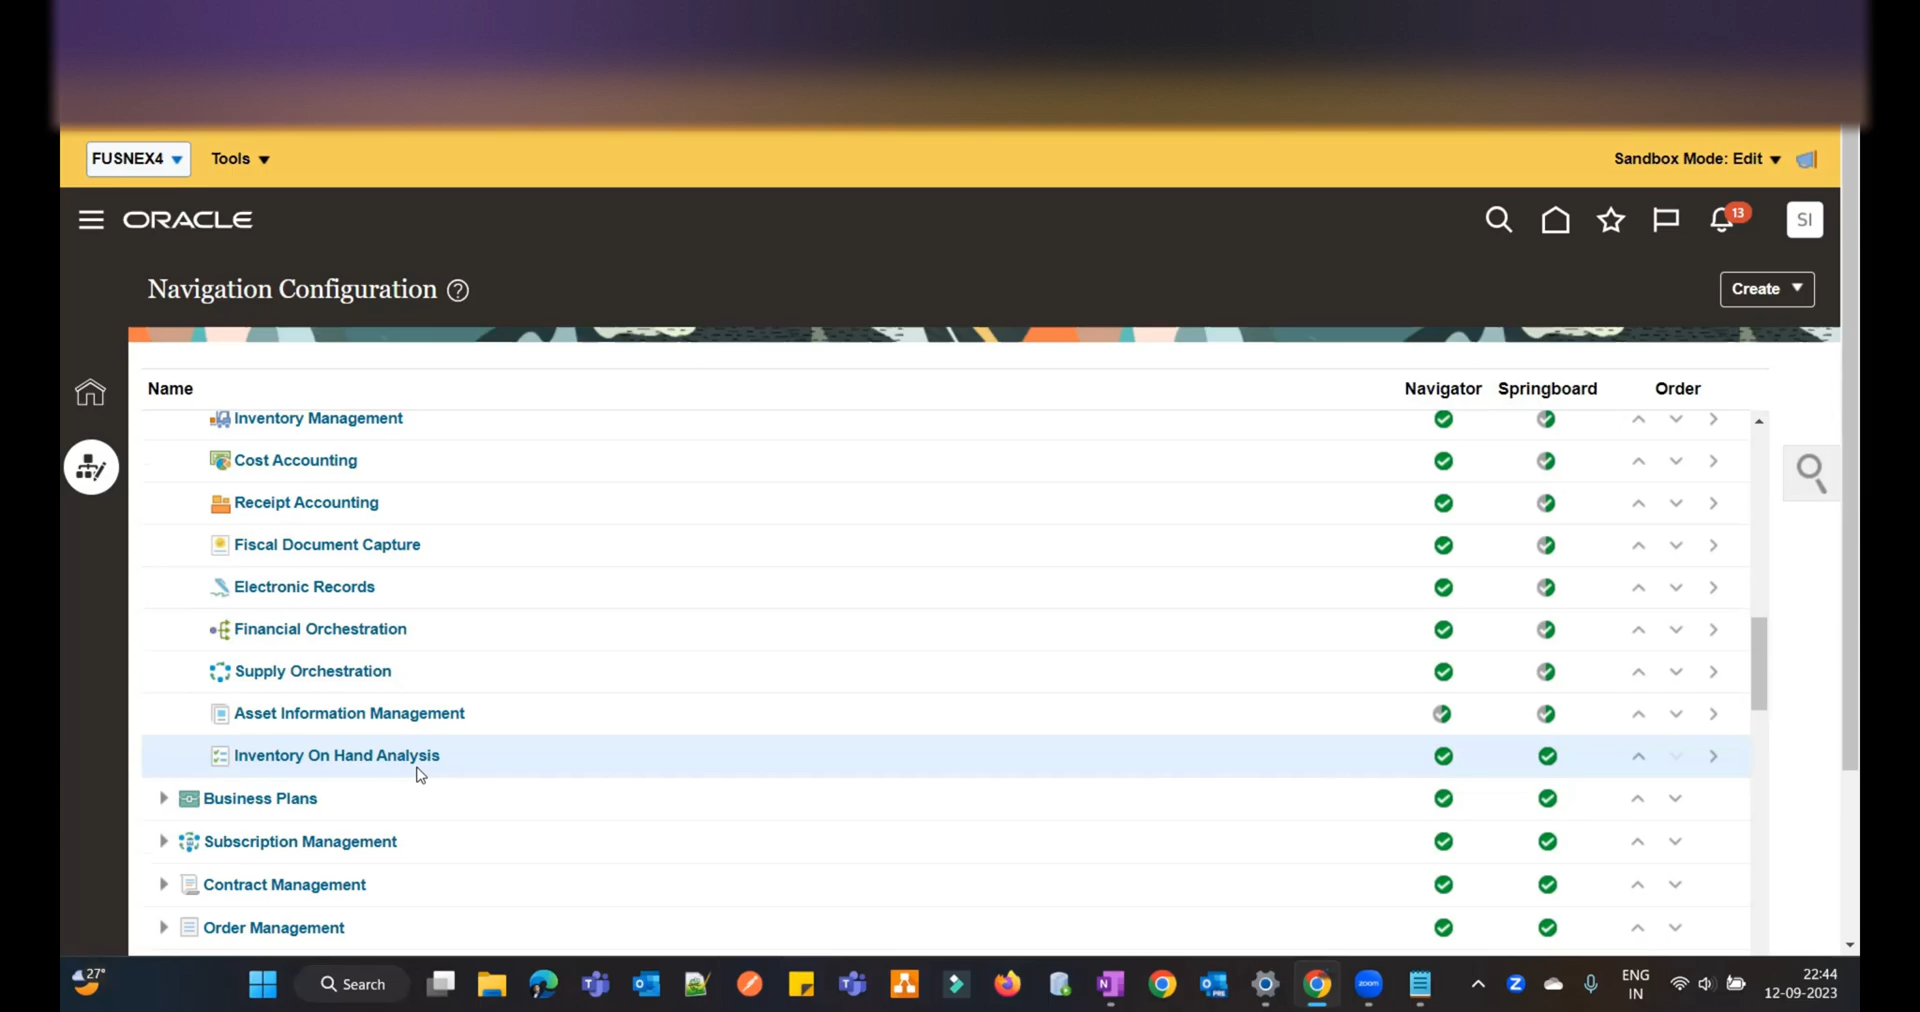 FUSNEX4 Tools Sandbox Mode: Edit
ORACLE 13 SI
Navigation Configuration ? Create
Name Navigator Springboard Order
Inventory Management
Cost Accounting
Receipt Accounting
Fiscal Document Capture
Electronic Records
Financial Orchestration
Supply Orchestration
Asset Information Management
Inventory On Hand Analysis
Business Plans
Subscription Management
Contract Management
Order Management
27° Search zoom ENG 22:44
IN 12-09-2023